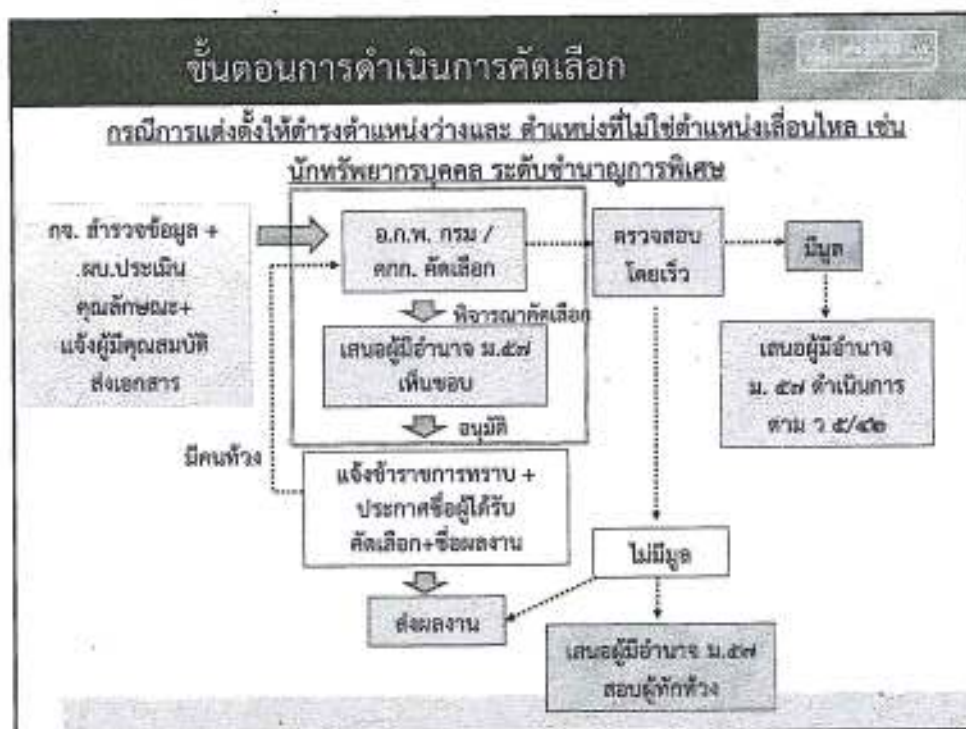 ขั้นตอนการดำเนินการคัดเลือก
กรณีการแต่งตั้งให้ดำรงตำแหน่งว่างและ ตำแหน่งที่ไม่ใช่ตำแหน่งเลื่อนไหล เช่น
นักทรัพยากรบุคคล ระดับชำนาญการพิเศษ
กจ. สำรวจข้อมูล +
ผบ.ประเมิน
คุณลักษณะ+
แจ้งผู้มีคุณสมบัติ
ส่งเอกสาร
อ.ก.พ. กรม /
คกก. คัดเลือก
ตรวจสอบ
โดยเร็ว
มีมูล
พิจารณาคัดเลือก
เสนอผู้มีอำนาจ ม.๕๗
เห็นชอบ
เสนอผู้มีอำนาจ
ม. ๕๗ ดำเนินการ
ตาม ว ๕/๔๒
อนุมัติ
มีคนท้วง
แจ้งข้าราชการทราบ +
ประกาศชื่อผู้ได้รับ
คัดเลือก+ชื่อผลงาน
ไม่มีมูล
ส่งผลงาน
เสนอผู้มีอำนาจ ม.๕๗
สอบผู้ทักท้วง